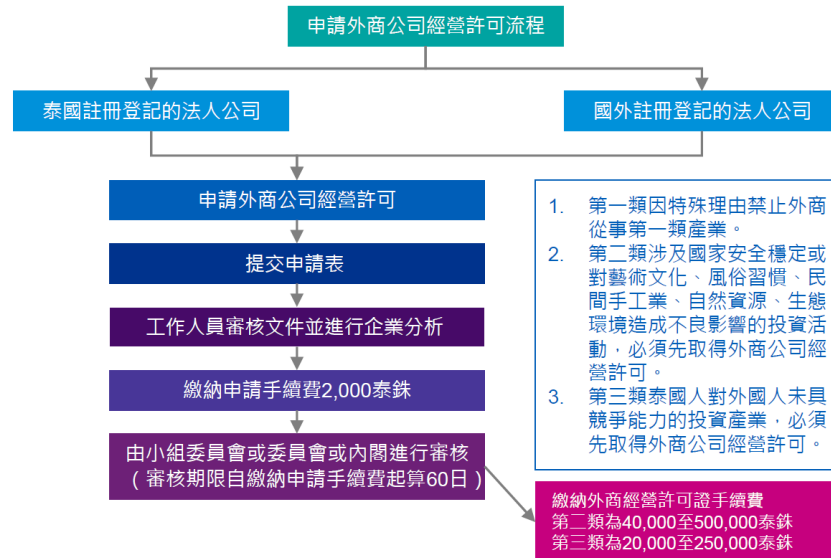 申請外商公司經營許可流程
泰國註冊登記的法人公司
國外註冊登記的法人公司
申請外商公司經營許可
提交申請表
工作人員審核文件並進行企業分析
繳納申請手續費2,000泰銖
由小組委員會或委員會或內閣進行審核
（審核期限自繳納申請手續費起算60日）
1. 第一類因特殊理由禁止外商
從事第一類產業。
2. 第二類涉及國家安全穩定或
對藝術文化、風俗習慣、民
間手工業、自然資源、生態
環境造成不良影響的投資活
動，必須先取得外商公司經
營許可。
3. 第三類泰國人對外國人未具
競爭能力的投資產業，必須
先取得外商公司經營許可。
繳納外商經營許可證手續費
第二類為40,000至500,000泰銖
第三類為20,000至250,000泰銖